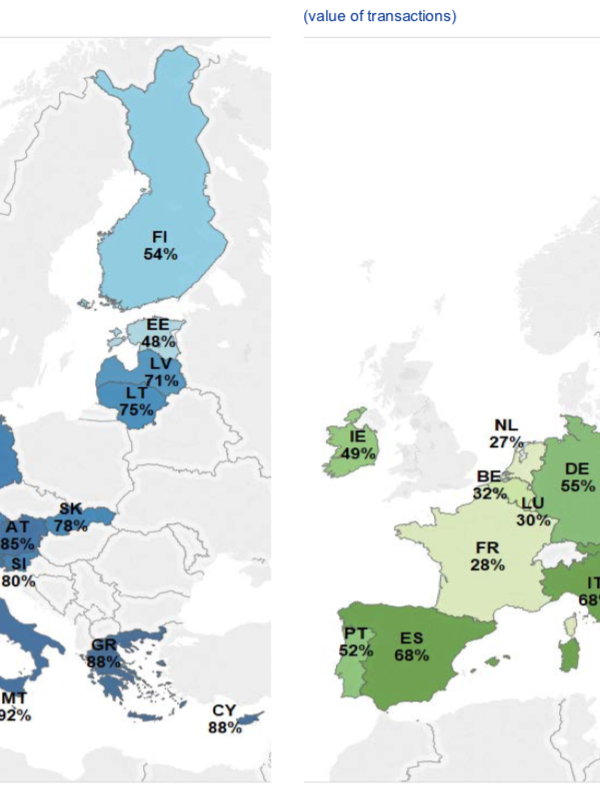 (value of transactions)
FI
54%
EE
48%
LV
71%
LT
75%
SK
78%
AT
85%
SI
80%
GR
88%
MT
92%
CY
88%
NL
27%
IE
49%
BE
32%
DE
55%
LU
30%
FR
28%
IT
68
PT
52%
ES
68%